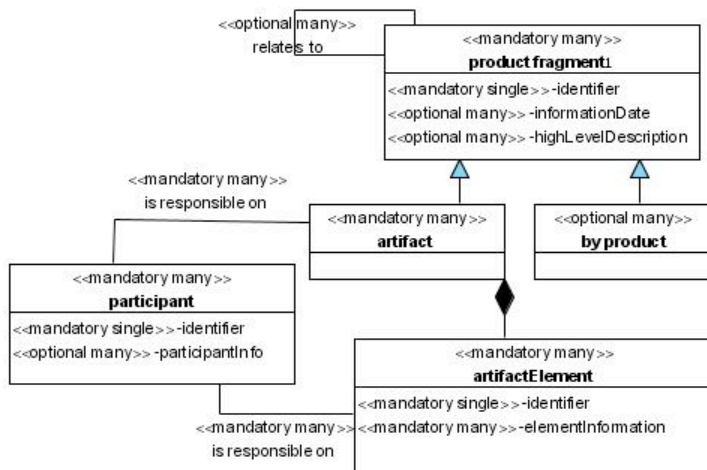 <<optional many>>
relates to
<<mandatory many>>
product fragment1
<<mandatory single>>-identifier
<<optional many>>-informationDate
<<optional many>>-highLevelDescription
<<mandatory many>>
is responsible on
<<mandatory many>>
artifact
<<optional many>>
by product
<<mandatory many>>
participant
<<mandatory single>>-identifier
<<optional many>>-participantInfo
<<mandatory many>>
artifactElement
<<mandatory single>>-identifier
<<mandatory many>>-elementInformation
<<mandatory many>>
is responsible on